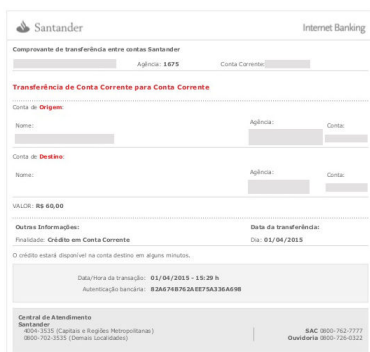 Santander
Internet Banking
Comprovante de transferência entre contas Santander
Agência: 1675 Conta Corrente:
Transferência de Conta Corrente para Conta Corrente
Conta de Origem:
Nome: Agência: Conta:
Conta de Destino:
Nome: Agência: Conta:
VALOR: R$ 60,00
Outras Informações: Data da transferência:
Finalidade: Crédito em Conta Corrente Dia: 01/04/2015
O crédito estará disponível na conta destino em alguns minutos.
Data/Hora da transação: 01/04/2015 - 15:29 h
Autenticação bancária: 82A674B762AEE75A336A698
Central de Atendimento
Santander
4004-3535 (Capitais e Regiões Metropolitanas) SAC 0800-762-7777
0800-702-3535 (Demais Localidades) Ouvidoria 0800-726-0322